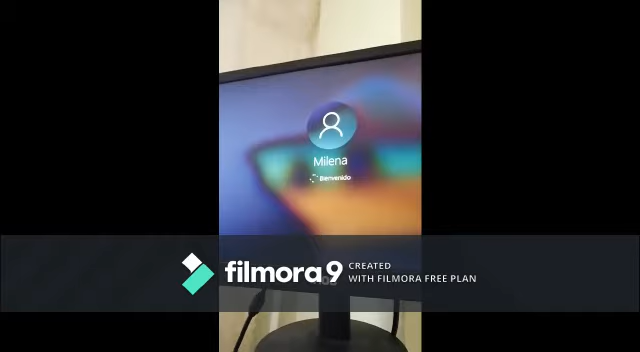 Milena
Bienvenido
filmora9
CREATED
WITH FILMORA FREE PLAN